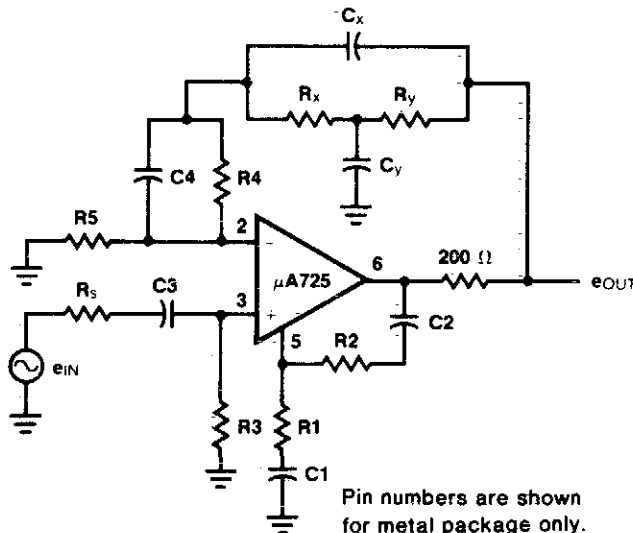 Cx
Rx
Ry
C4
R4
Cy
R5
2
−
μA725
6
200 Ω
eOUT
Rs
C3
3
+
5
R2
C2
eIN
R3
R1
C1
Pin numbers are shown
for metal package only.